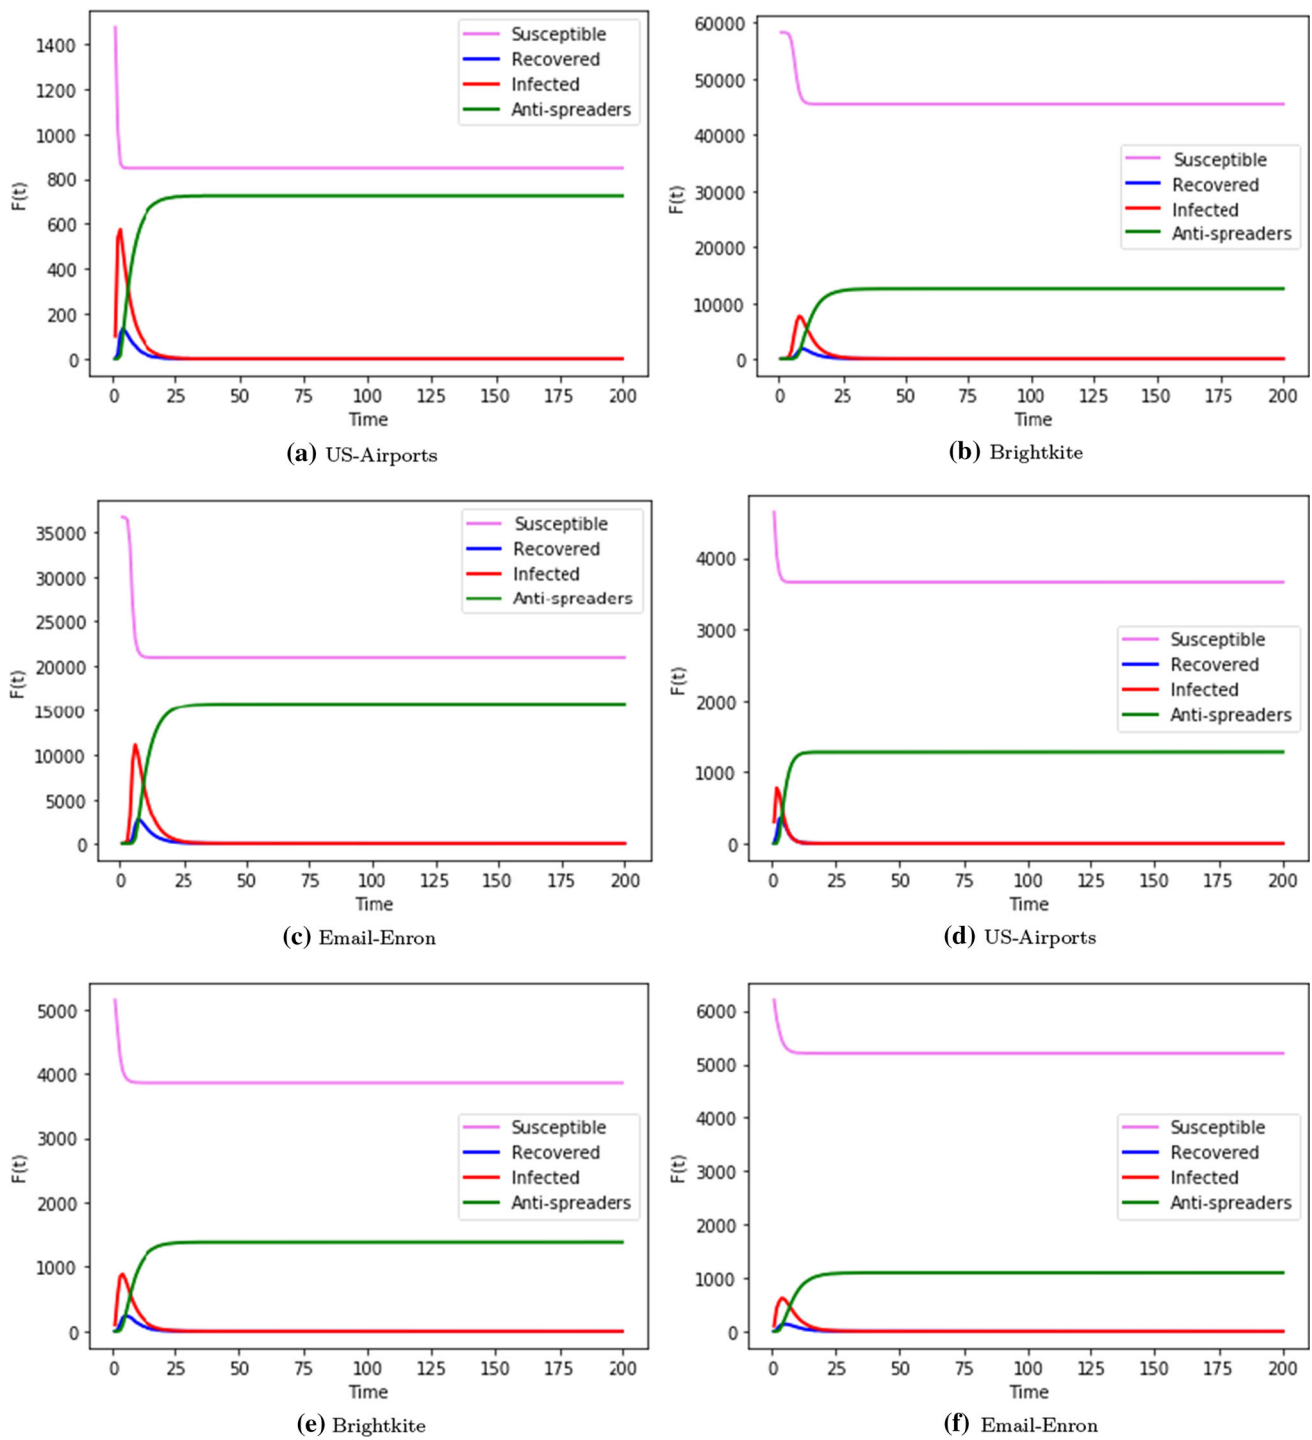 1400
1200
1000
800
600
400
200
0
F(t)
Susceptible
Recovered
Infected
Anti-spreaders
0 25 50 75 100 125 150 175 200
Time
(a) US-Airports
60000
50000
40000
30000
20000
10000
0
F(t)
Susceptible
Recovered
Infected
Anti-spreaders
0 25 50 75 100 125 150 175 200
Time
(b) Brightkite
35000
30000
25000
20000
15000
10000
5000
0
F(t)
Susceptible
Recovered
Infected
Anti-spreaders
0 25 50 75 100 125 150 175 200
Time
(c) Email-Enron
4000
3000
2000
1000
0
F(t)
Susceptible
Recovered
Infected
Anti-spreaders
0 25 50 75 100 125 150 175 200
Time
(d) US-Airports
5000
4000
3000
2000
1000
0
F(t)
Susceptible
Recovered
Infected
Anti-spreaders
0 25 50 75 100 125 150 175 200
Time
(e) Brightkite
6000
5000
4000
3000
2000
1000
0
F(t)
Susceptible
Recovered
Infected
Anti-spreaders
0 25 50 75 100 125 150 175 200
Time
(f) Email-Enron